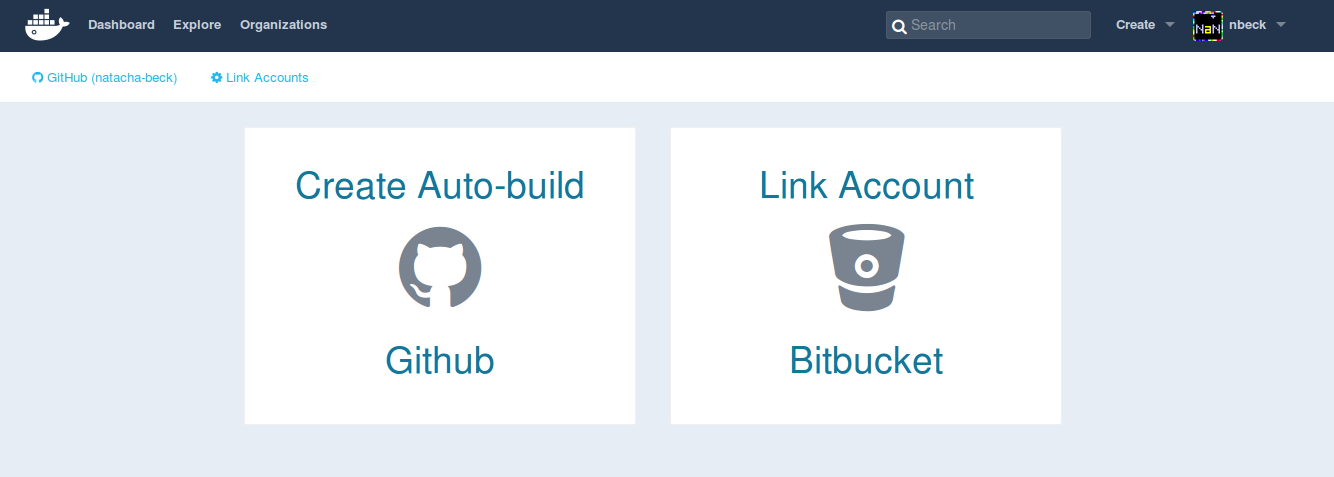 Dashboard Explore Organizations Search Create NaN nbeck
GitHub (natacha-beck) Link Accounts
Create Auto-build
Github
Link Account
Bitbucket